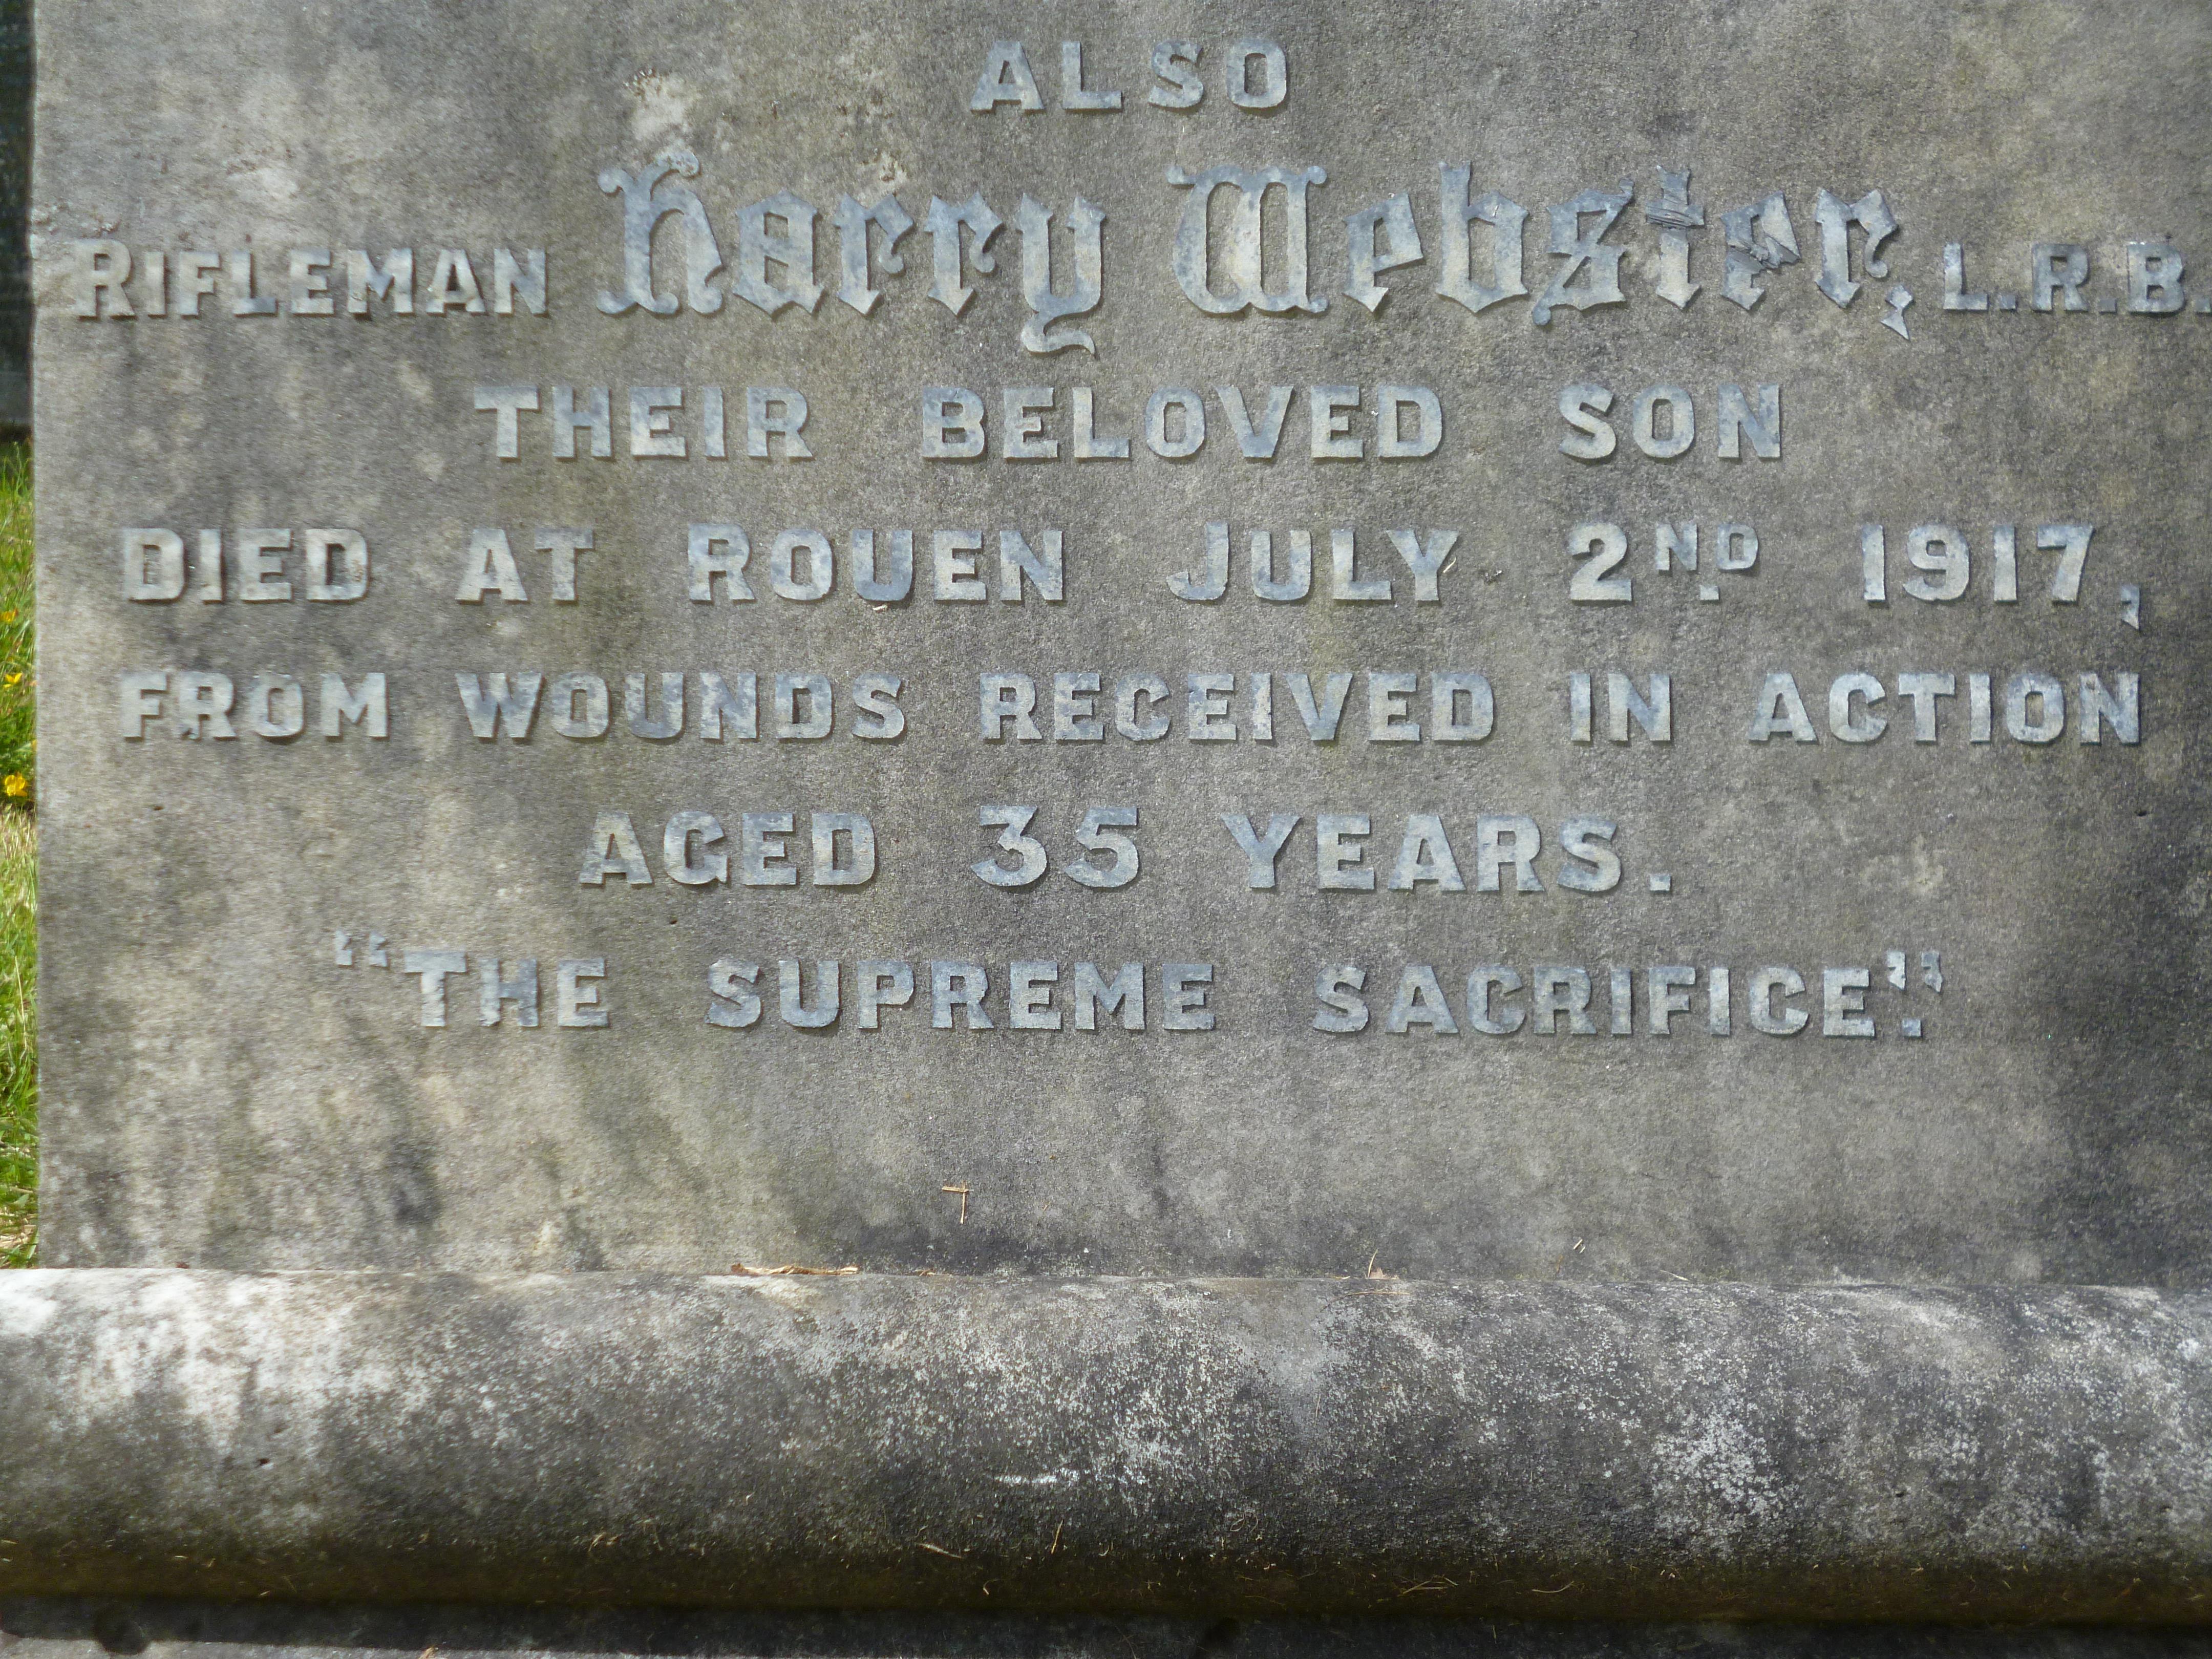 ALSO
RIFLEMAN Harry Webster, L.R.B.
THEIR BELOVED SON
DIED AT ROUEN JULY 2ND 1917,
FROM WOUNDS RECEIVED IN ACTION
AGED 35 YEARS.
"THE SUPREME SACRIFICE."